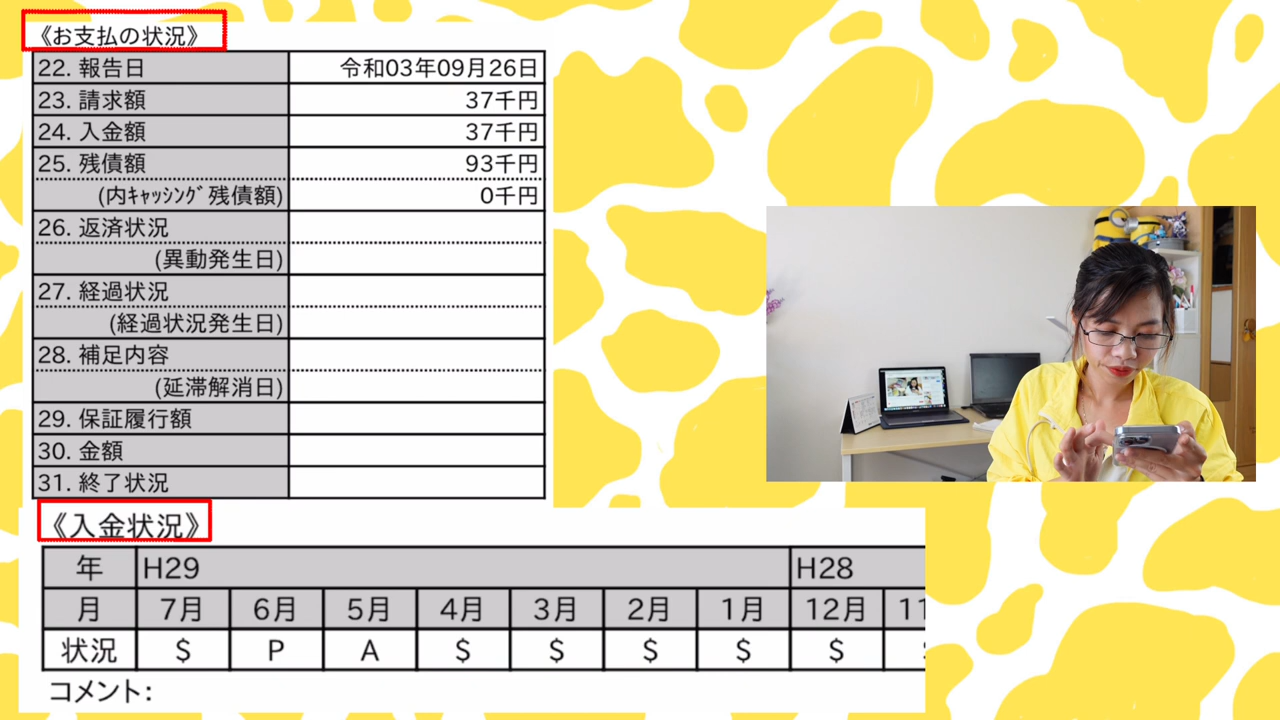 《お支払の状況》
22. 報告日 令和03年09月26日
23. 請求額 37千円
24. 入金額 37千円
25. 残債額 93千円
(内ｷｬｯｼﾝｸﾞ残債額) 0千円
26. 返済状況
(異動発生日)
27. 経過状況
(経過状況発生日)
28. 補足内容
(延滞解消日)
29. 保証履行額
30. 金額
31. 終了状況
《入金状況》
年 H29 H28
月 7月 6月 5月 4月 3月 2月 1月 12月 11
状況 $ P A $ $ $ $ $
コメント: